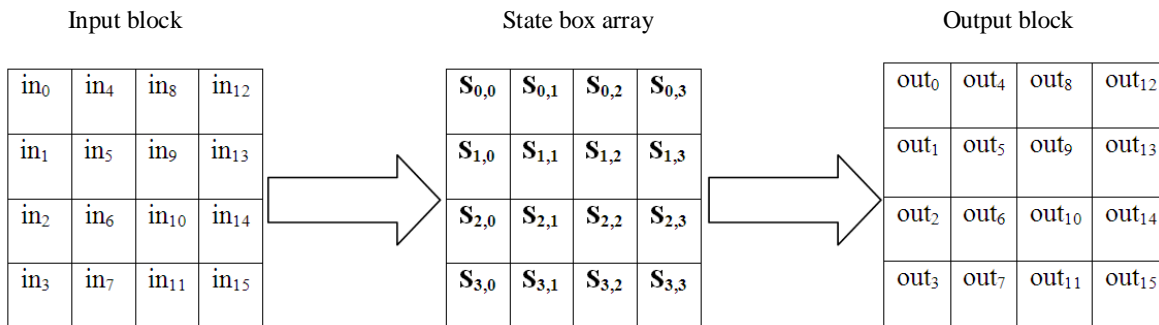 Input block State box array Output block
in₀ in₄ in₈ in₁₂ S₀,₀ S₀,₁ S₀,₂ S₀,₃ out₀ out₄ out₈ out₁₂
in₁ in₅ in₉ in₁₃ S₁,₀ S₁,₁ S₁,₂ S₁,₃ out₁ out₅ out₉ out₁₃
in₂ in₆ in₁₀ in₁₄ S₂,₀ S₂,₁ S₂,₂ S₂,₃ out₂ out₆ out₁₀ out₁₄
in₃ in₇ in₁₁ in₁₅ S₃,₀ S₃,₁ S₃,₂ S₃,₃ out₃ out₇ out₁₁ out₁₅